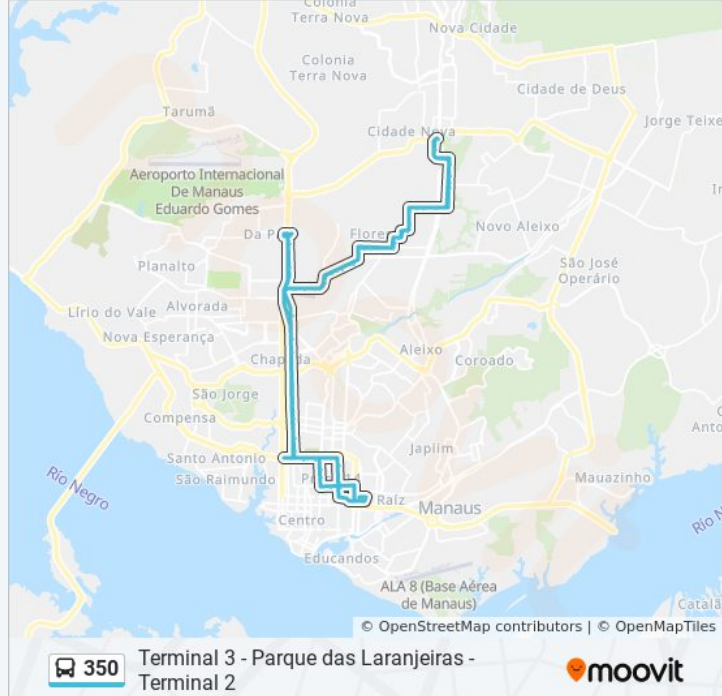 Colonia
Terra Nova
Nova Cidade
Colonia
Terra Nova
Cidade de Deus
Tarumã
Jorge Teixe
Cidade Nova
Aeroporto Internacional
De Manaus
Eduardo Gomes
Novo Aleixo
Da P
Flores
Planalto
São José
Operário
Lírio do Vale
Alvorada
Nova Esperança
Chapada
Aleixo
Coroado
São Jorge
Compensa
Japiim
Santo Antonio
São Raimundo
Rio Negro
Mauazinho
Raíz
Manaus
Centro
Educandos
ALA 8 (Base Aérea
de Manaus)
Catalã
© OpenStreetMap contributors | © OpenMapTiles
350
Terminal 3 - Parque das Laranjeiras -
Terminal 2
moovit